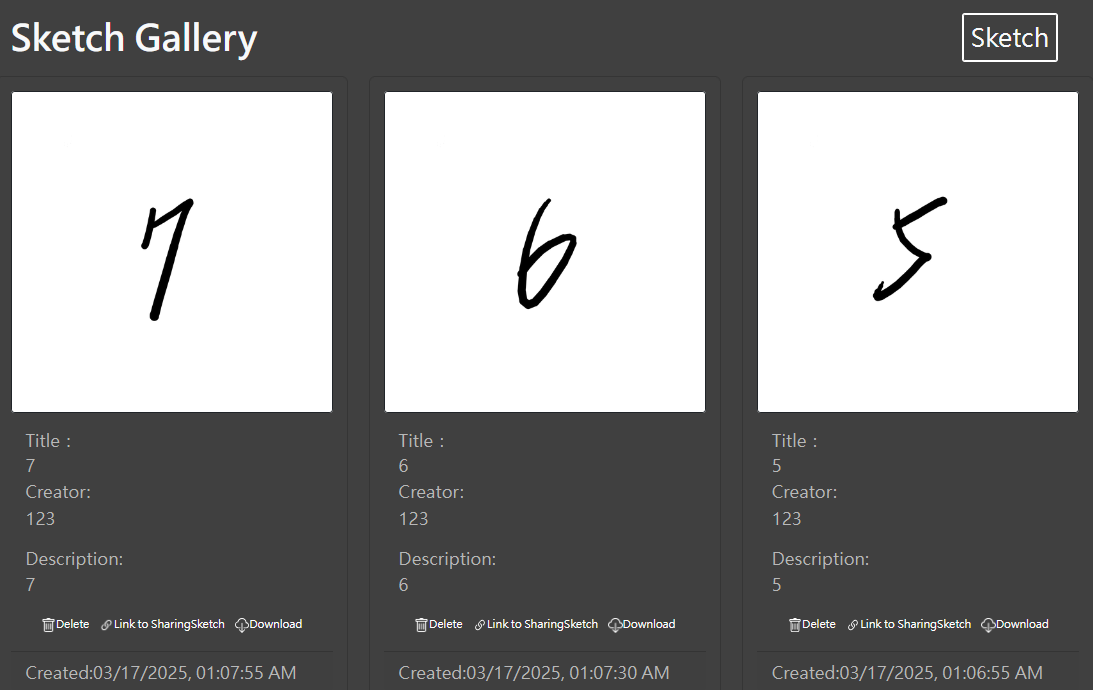 Sketch Gallery
Sketch
7
Title :
7
Creator:
123
Description:
7
Delete Link to SharingSketch Download
Created:03/17/2025, 01:07:55 AM
6
Title :
6
Creator:
123
Description:
6
Delete Link to SharingSketch Download
Created:03/17/2025, 01:07:30 AM
5
Title :
5
Creator:
123
Description:
5
Delete Link to SharingSketch Download
Created:03/17/2025, 01:06:55 AM